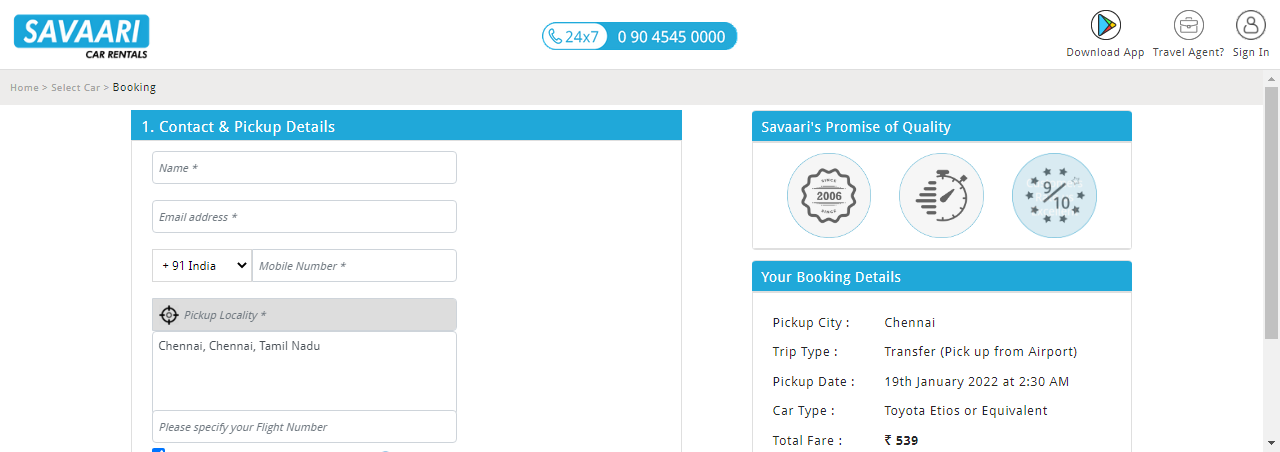 SAVAARI
CAR RENTALS
24x7 0 90 4545 0000
Download App
Travel Agent?
Sign In
Home > Select Car > Booking
1. Contact & Pickup Details
Name *
Email address *
+ 91 India
Mobile Number *
Pickup Locality *
Chennai, Chennai, Tamil Nadu
Please specify your Flight Number
Savaari's Promise of Quality
SINCE
2006
SINCE
9/10
Your Booking Details
Pickup City : Chennai
Trip Type : Transfer (Pick up from Airport)
Pickup Date : 19th January 2022 at 2:30 AM
Car Type : Toyota Etios or Equivalent
Total Fare : ₹ 539